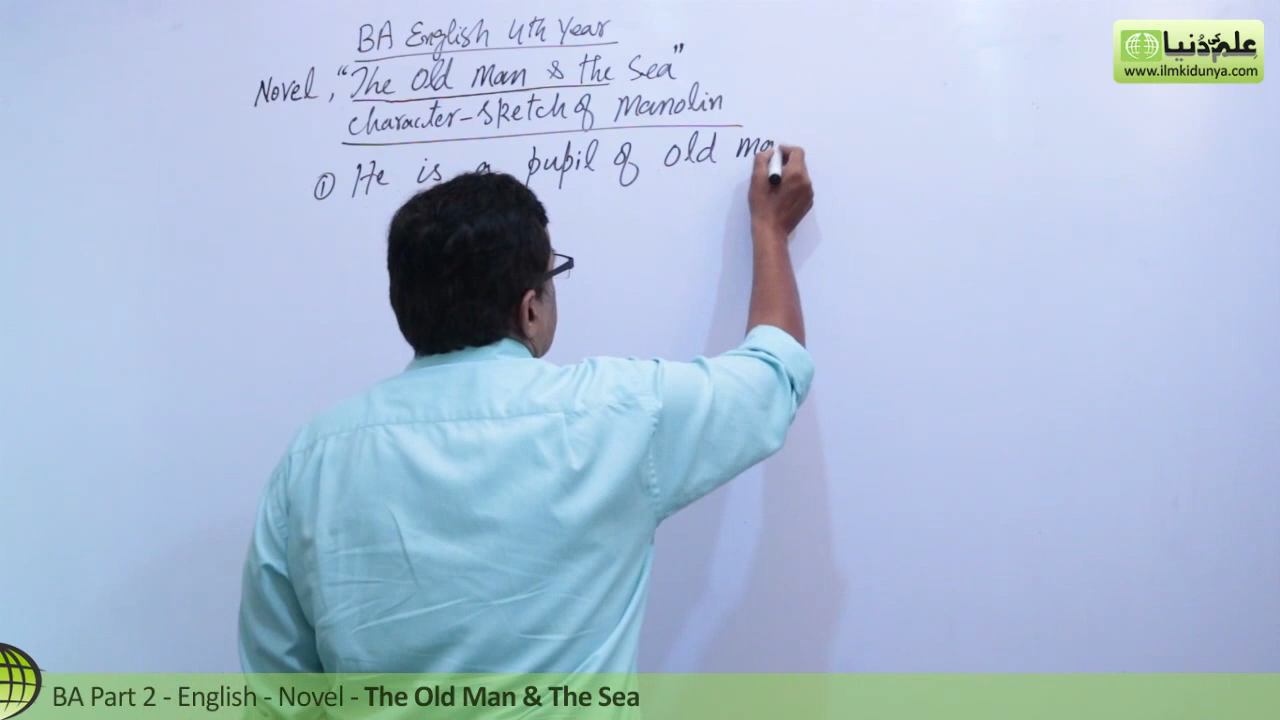 BA English 4th Year
Novel, "The Old Man & the Sea"
character-sketch of Manolin
① He is a pupil of old ma
علم کی دُنیا
www.ilmkidunya.com
BA Part 2 - English - Novel - The Old Man & The Sea